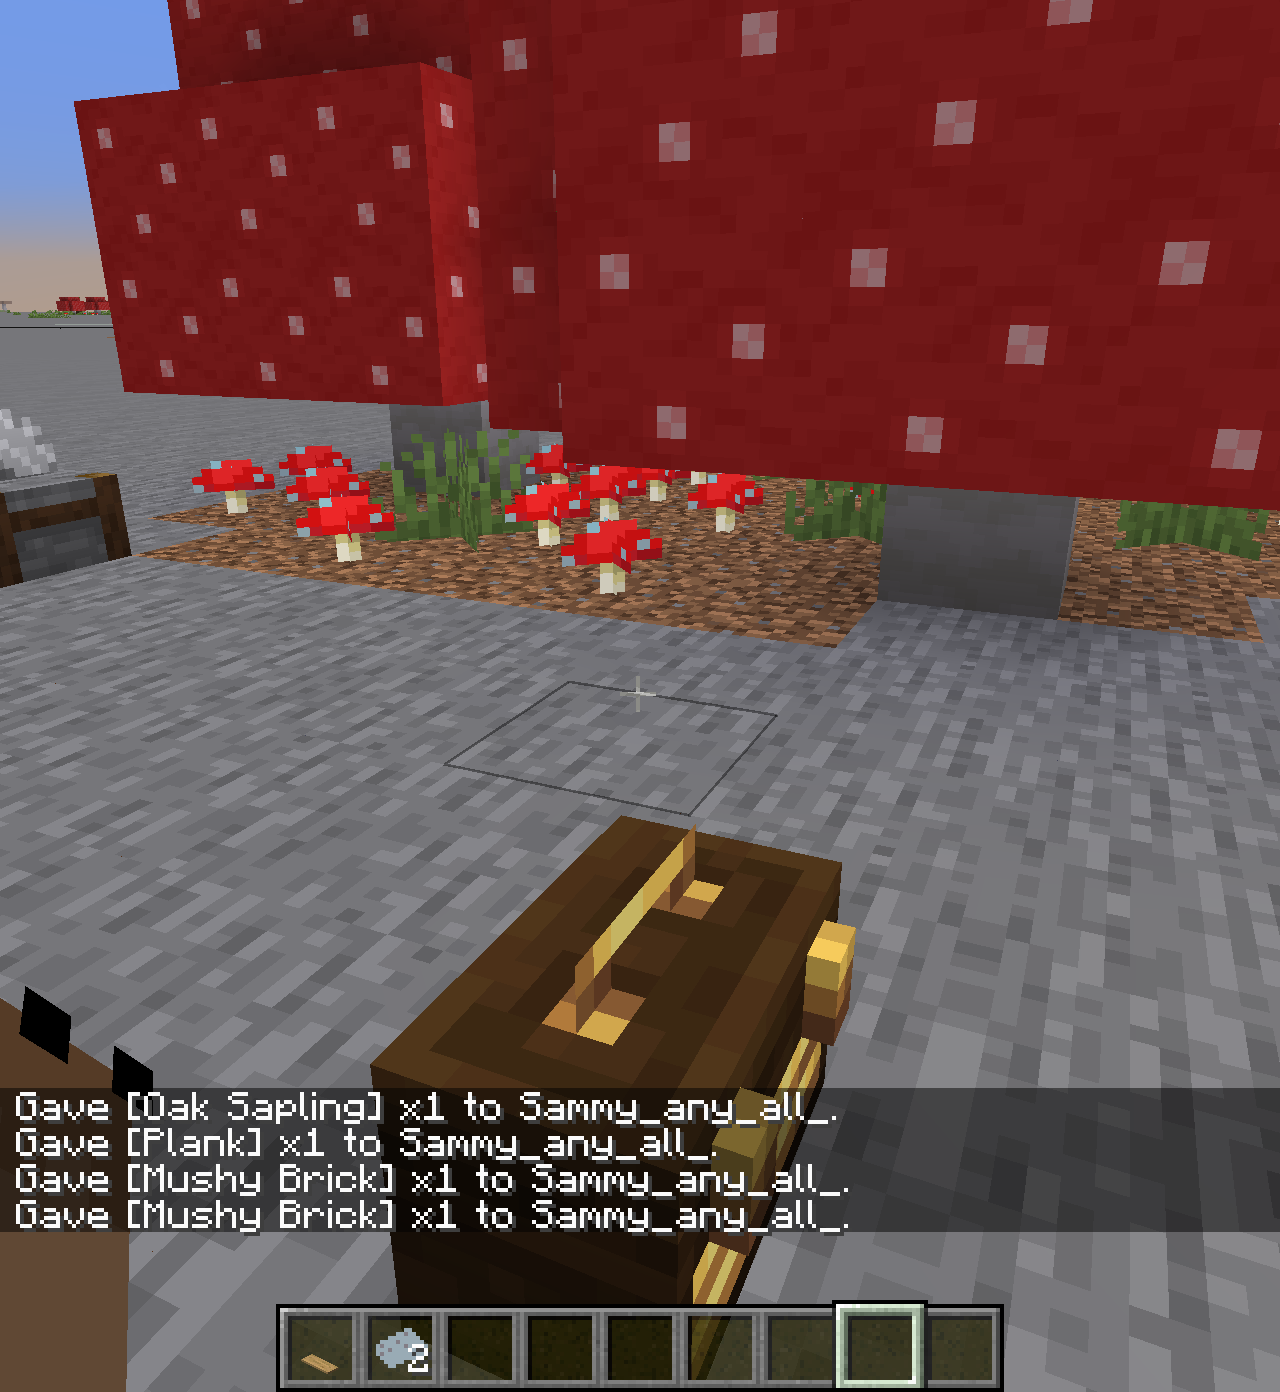 Gave [Oak Sapling] x1 to Sammy_any_all_.
Gave [Plank] x1 to Sammy_any_all_.
Gave [Mushy Brick] x1 to Sammy_any_all_.
Gave [Mushy Brick] x1 to Sammy_any_all_.
2